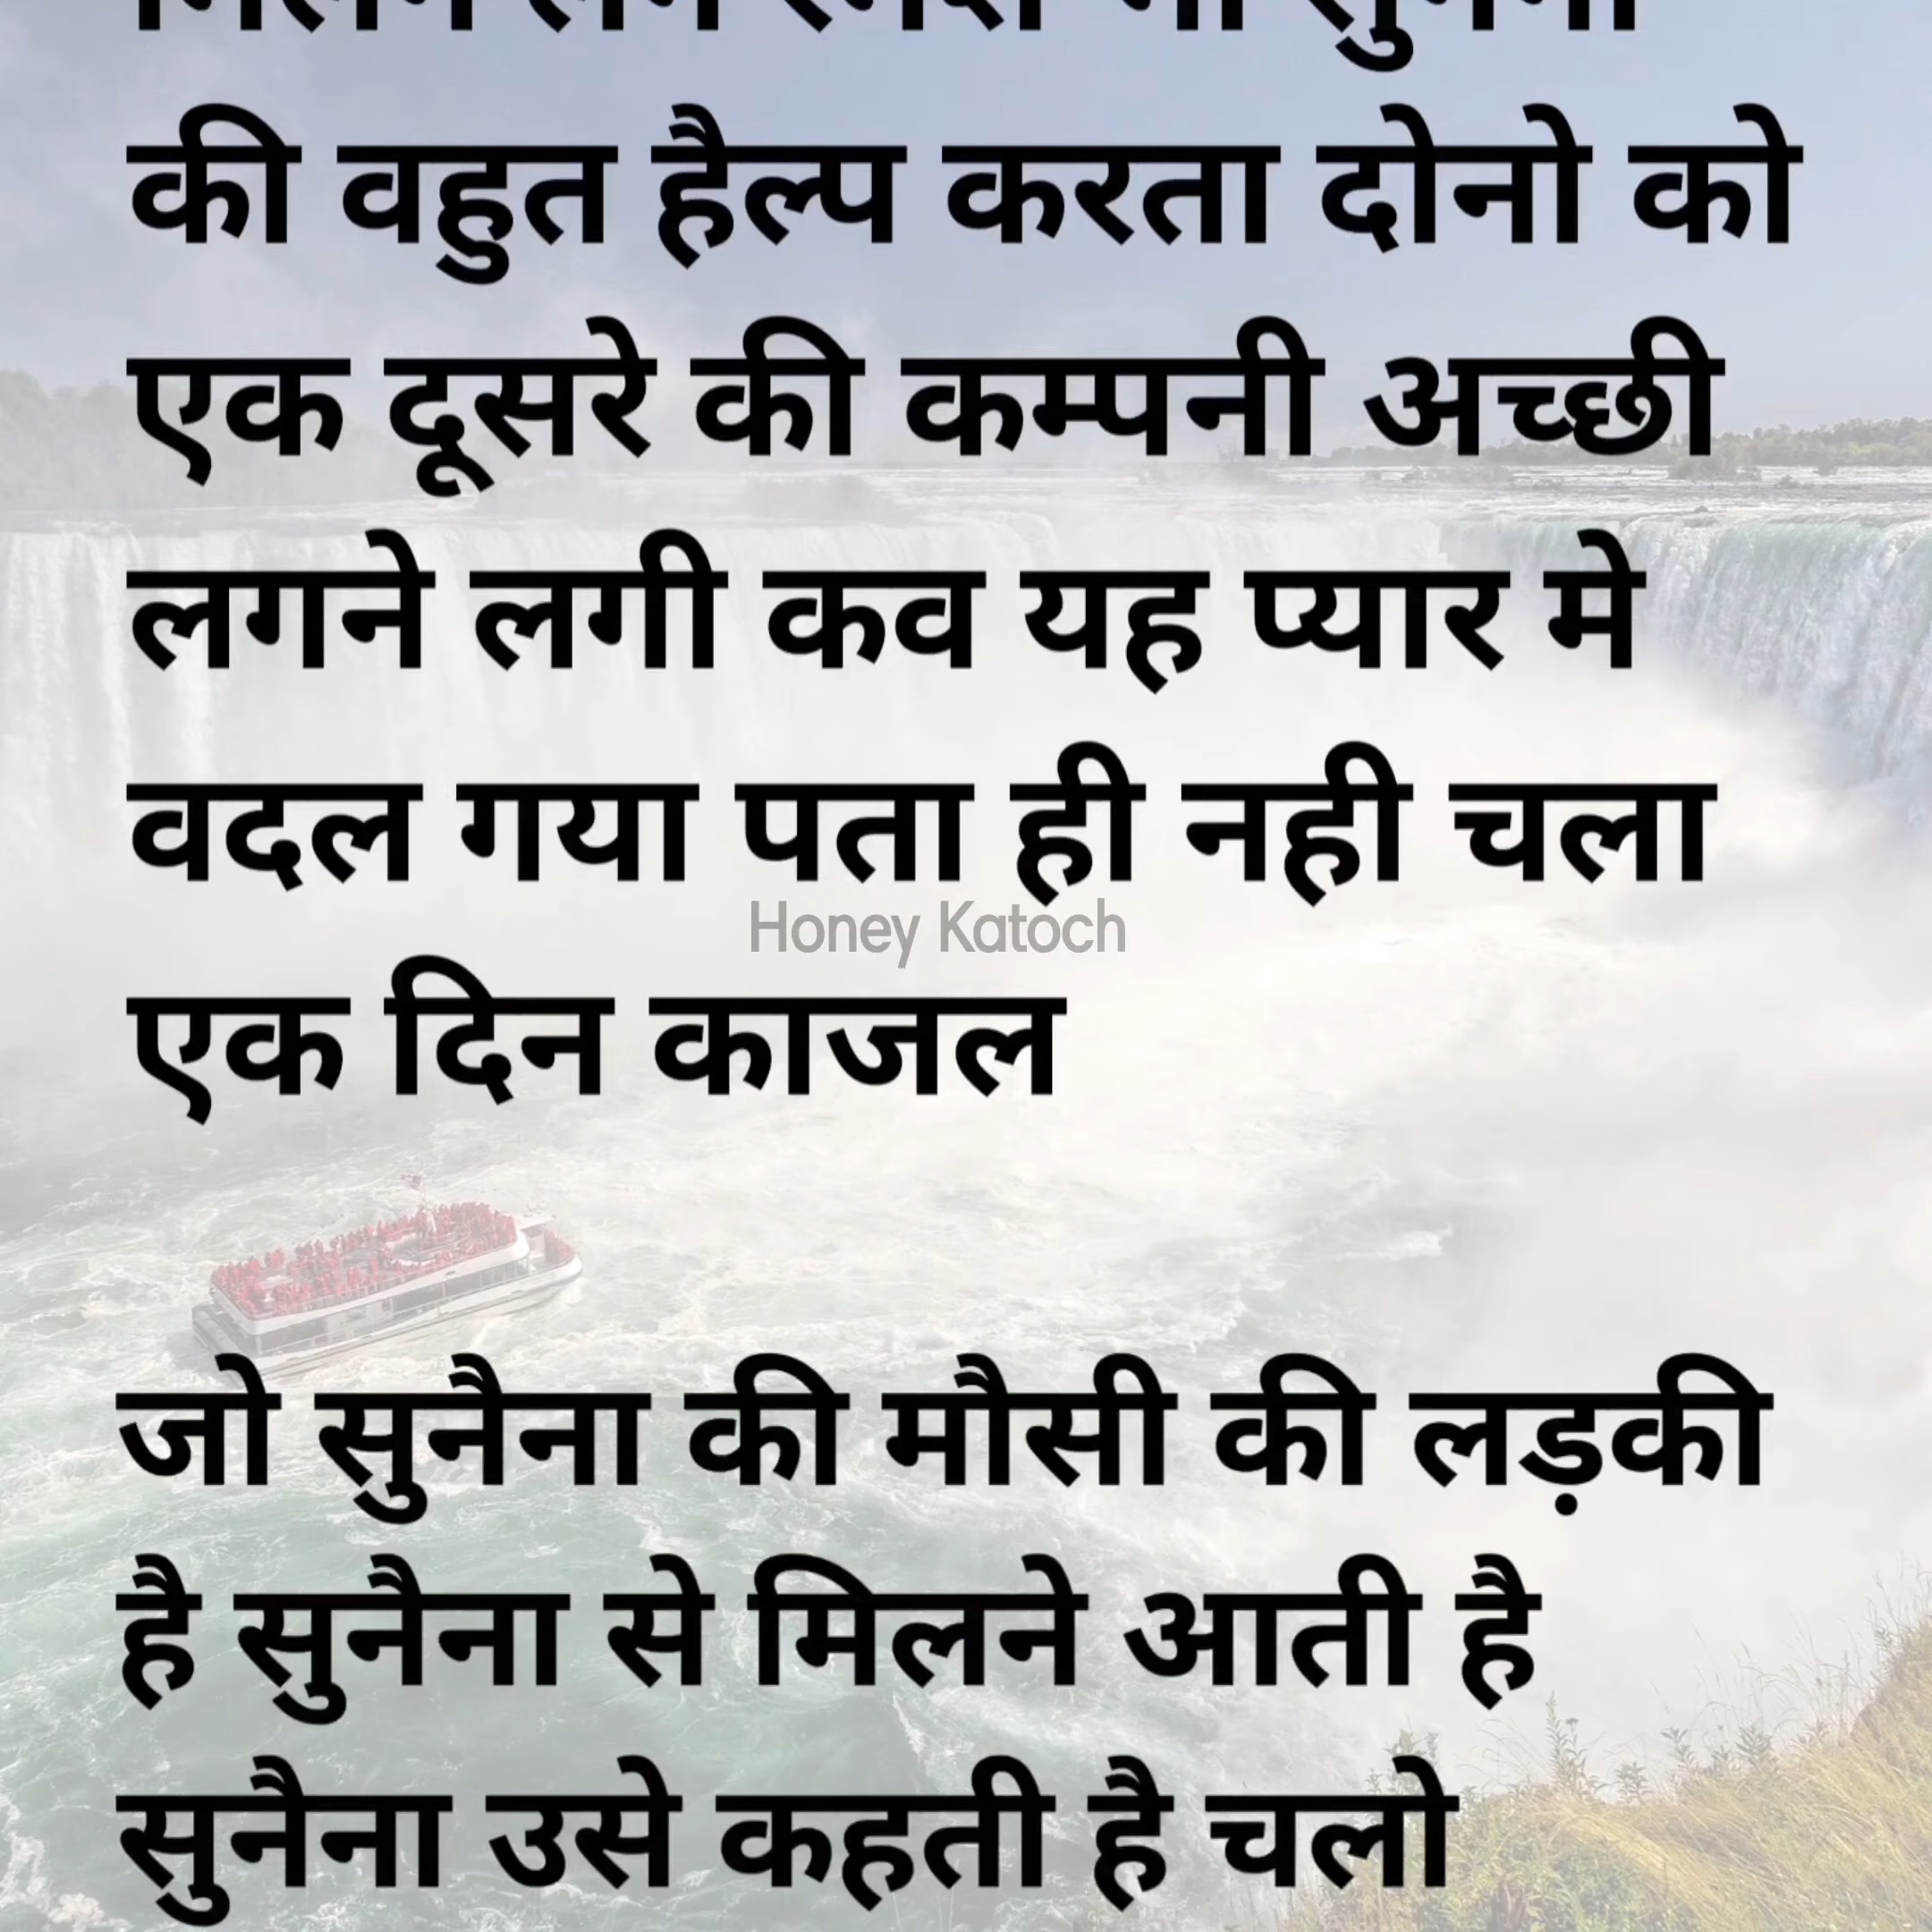 की वहुत हैल्प करता दोनो को
एक दूसरे की कम्पनी अच्छी
लगने लगी कव यह प्यार मे
वदल गया पता ही नही चला
Honey Katoch
एक दिन काजल
जो सुनैना की मौसी की लड़की
है सुनैना से मिलने आती है
सुनैना उसे कहती है चलो